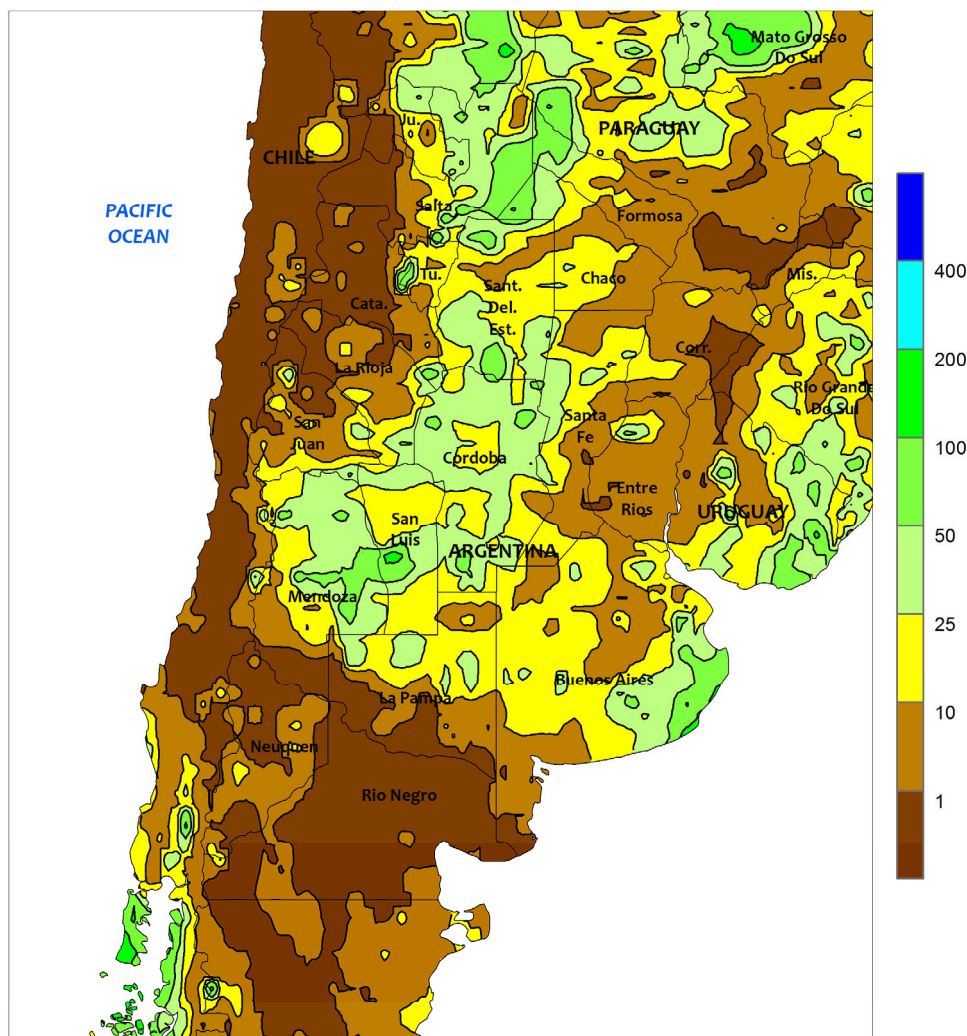 Mato Grosso
Do Sul
Ju.
PARAGUAY
CHILE
PACIFIC
OCEAN
Salta
Formosa
Tu.
Chaco
Mis.
Cata.
Sant.
Del.
Est.
Corr.
La Rioja
Rio Grande
Do Sul
San
Juan
Santa
Fe
Cordoba
Entre
Rios
San
Luis
URUGUAY
ARGENTINA
Mendoza
Buenos Aires
La Pampa
Neuquen
Rio Negro
400
200
100
50
25
10
1